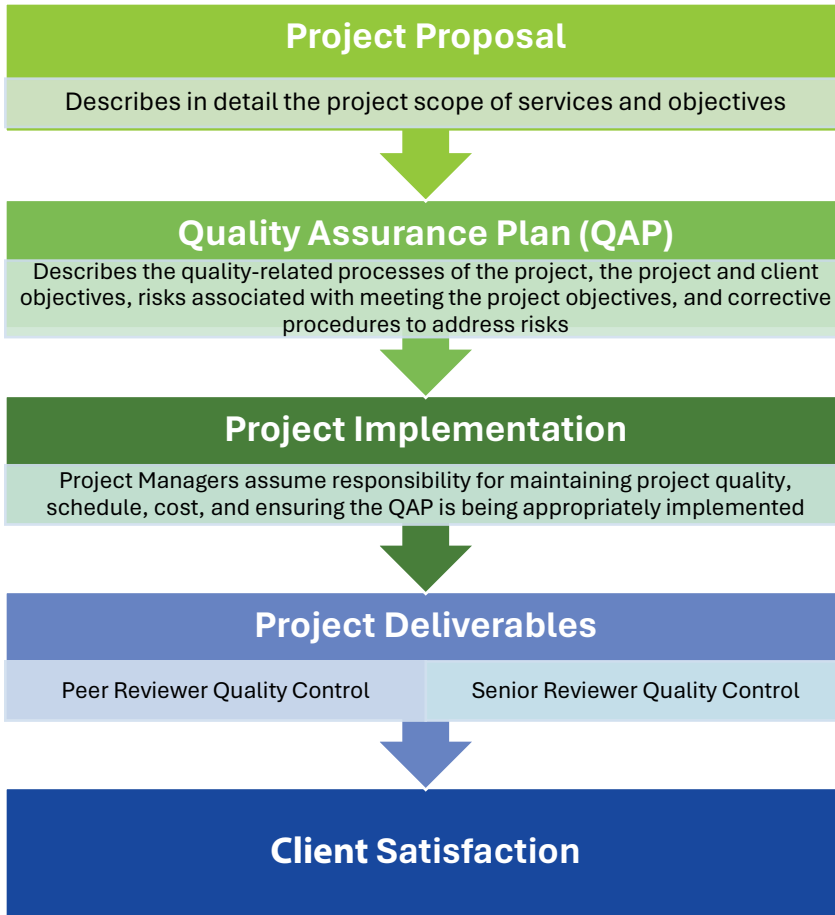 Project Proposal
Describes in detail the project scope of services and objectives
Quality Assurance Plan (QAP)
Describes the quality-related processes of the project, the project and client
objectives, risks associated with meeting the project objectives, and corrective
procedures to address risks
Project Implementation
Project Managers assume responsibility for maintaining project quality,
schedule, cost, and ensuring the QAP is being appropriately implemented
Project Deliverables
Peer Reviewer Quality Control
Senior Reviewer Quality Control
Client Satisfaction